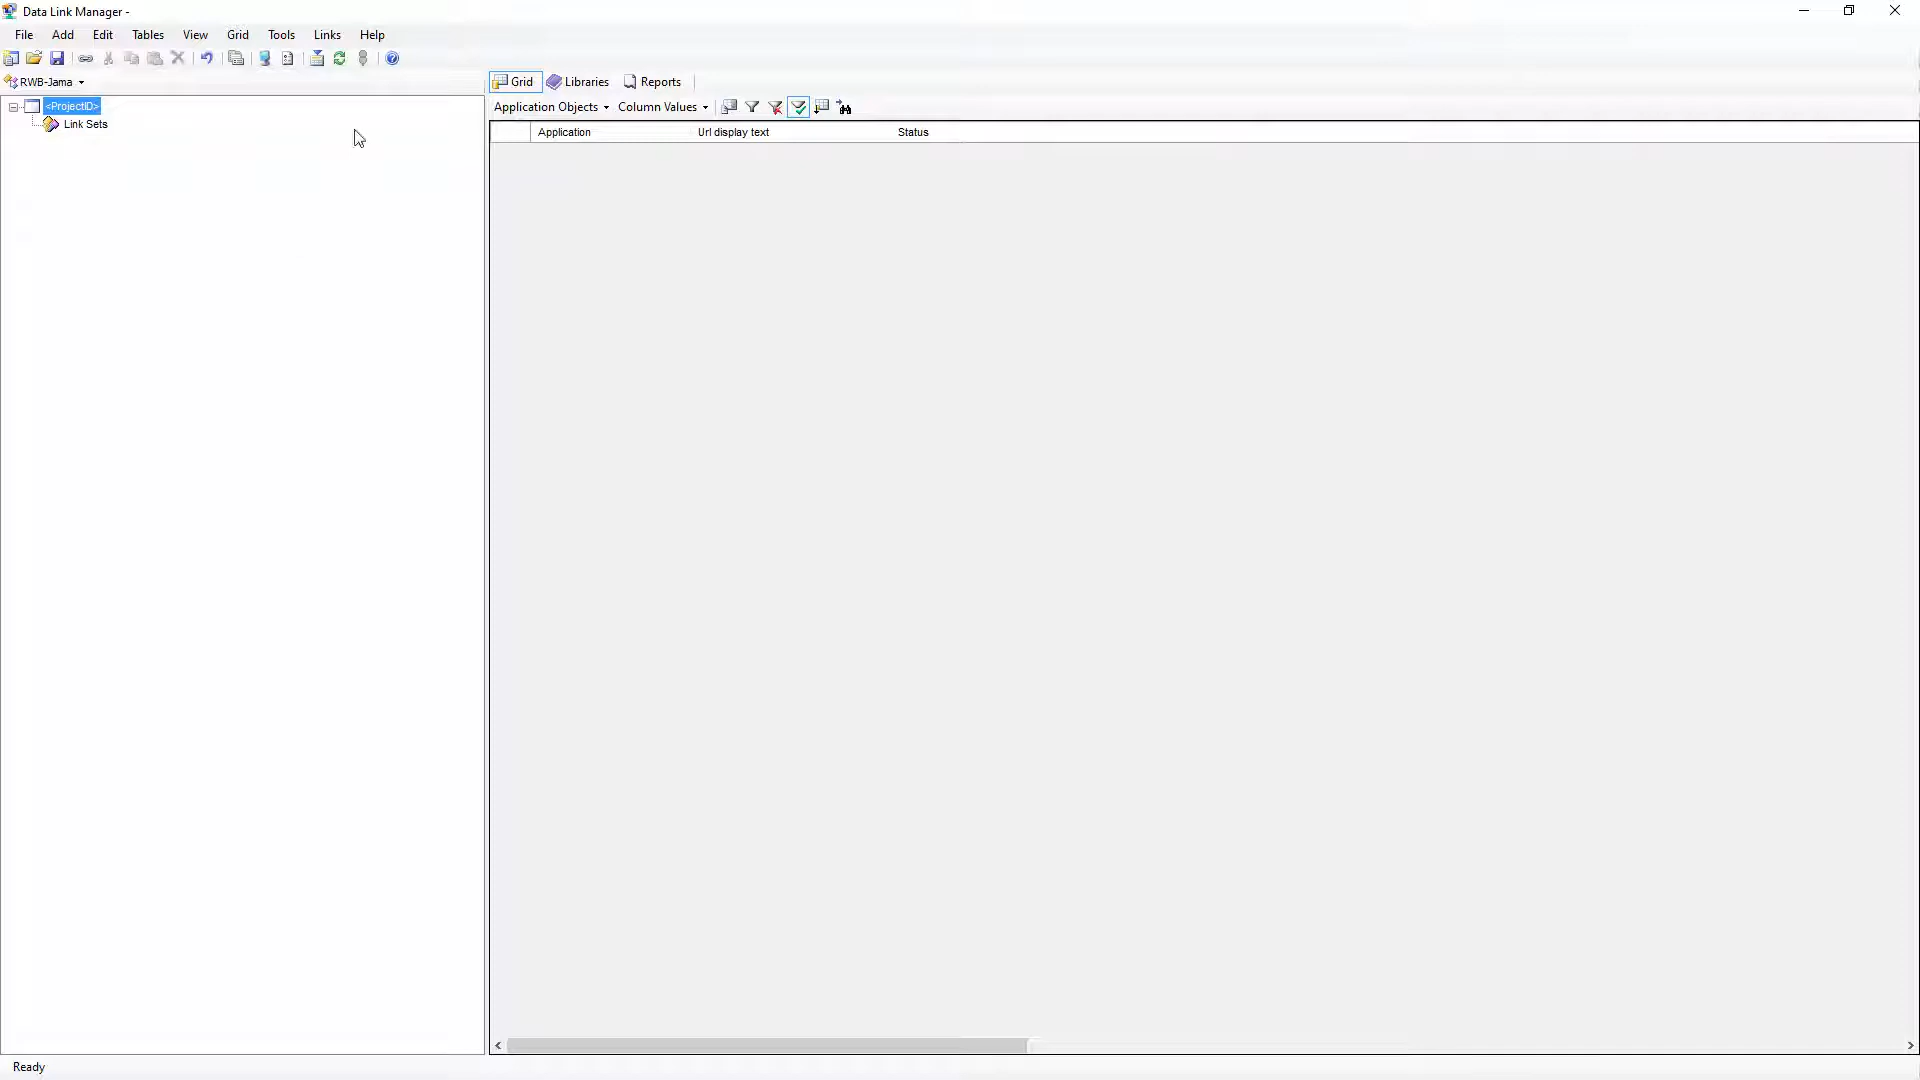 Data Link Manager -
File Add Edit Tables View Grid Tools Links Help
RWB-Jama
<ProjectID>
Link Sets
Grid Libraries Reports
Application Objects Column Values
Application Url display text Status
Ready